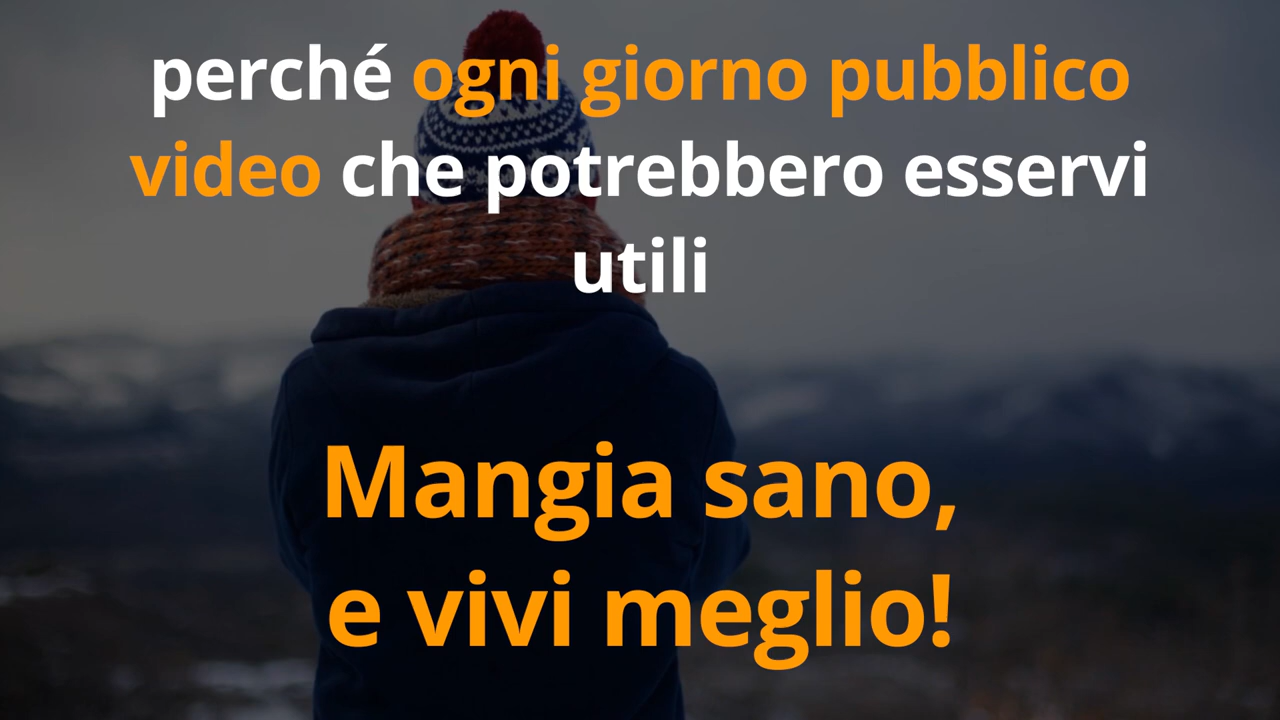 perché ogni giorno pubblico
video che potrebbero esservi
utili
Mangia sano,
e vivi meglio!